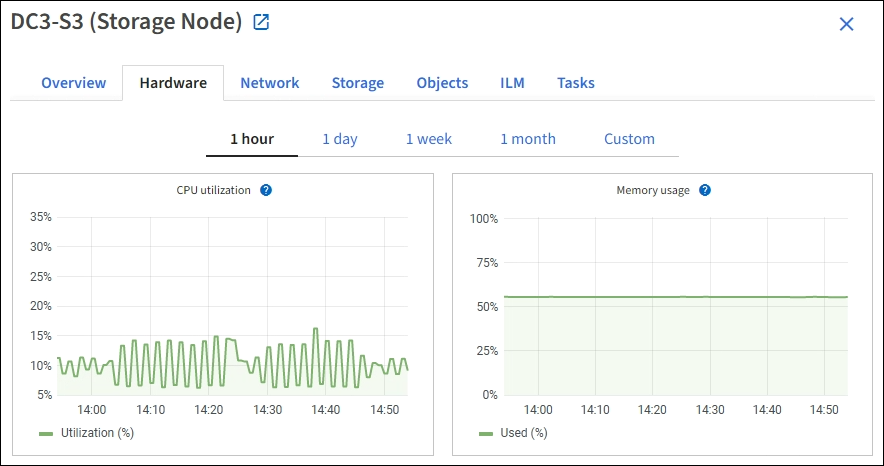 DC3-S3 (Storage Node)
Overview Hardware Network Storage Objects ILM Tasks
1 hour 1 day 1 week 1 month Custom
CPU utilization ?
35%
30%
25%
20%
15%
10%
5%
14:00 14:10 14:20 14:30 14:40 14:50
Utilization (%)
Memory usage ?
100%
75%
50%
25%
0%
14:00 14:10 14:20 14:30 14:40 14:50
Used (%)